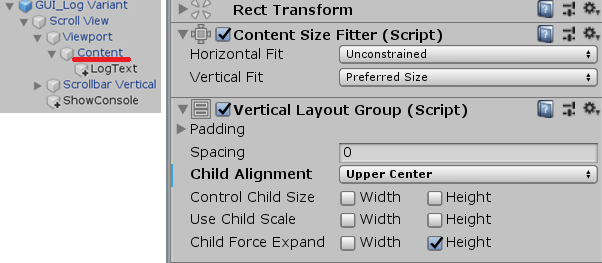 GUI_Log Variant
Scroll View
Viewport
Content
LogText
Scrollbar Vertical
ShowConsole
Rect Transform
Content Size Fitter (Script)
Horizontal Fit Unconstrained
Vertical Fit Preferred Size
Vertical Layout Group (Script)
Padding
Spacing 0
Child Alignment Upper Center
Control Child Size Width Height
Use Child Scale Width Height
Child Force Expand Width Height